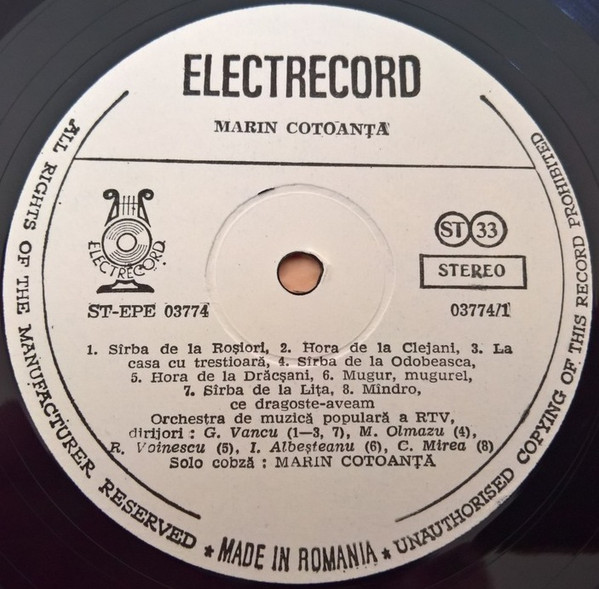 ELECTRECORD
MARIN COTOANȚĂ
ELECTRECORD
ST 33
STEREO
ST-EPE 03774
03774/1
1. Sîrba de la Roșiori, 2. Hora de la Clejani, 3. La
casa cu trestioară, 4. Sîrba de la Odobeasca,
5. Hora de la Drăcșani, 6. Mugur, mugurel,
7. Sîrba de la Lița, 8. Mîndro,
ce dragoste-aveam
Orchestra de muzică populară a RTV,
dirijori : G. Vancu (1—3, 7), M. Olmazu (4),
R. Voinescu (5), I. Albeșteanu (6), C. Mirea (8)
Solo cobză : MARIN COTOANȚĂ
ALL RIGHTS OF THE MANUFACTURER RESERVED ★ MADE IN ROMANIA ★ UNAUTHORISED COPYING OF THIS RECORD PROHIBITED